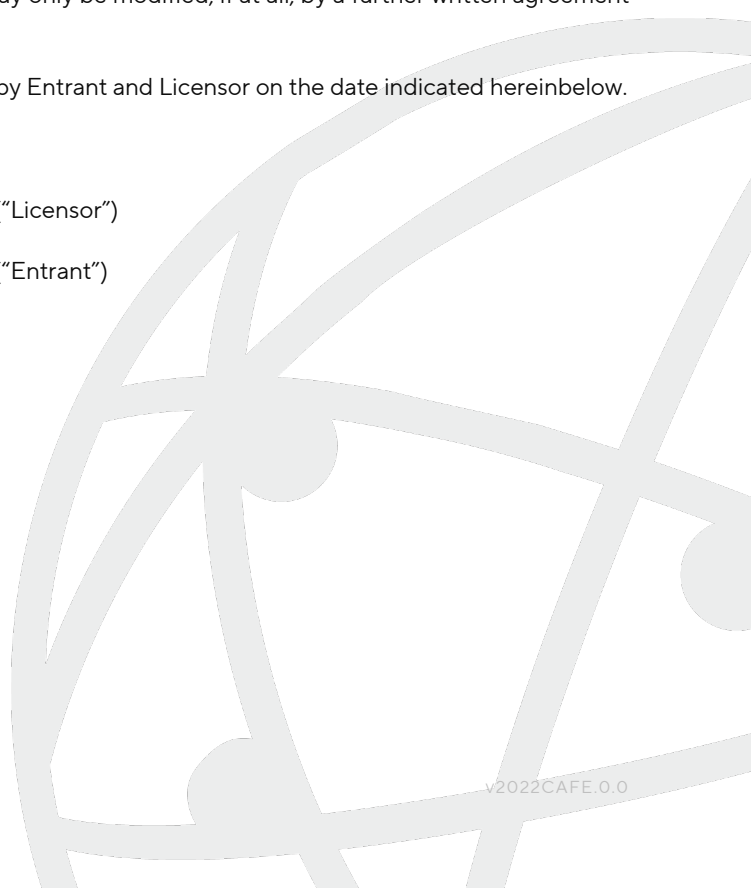 only be modified, if at all, by a further written agreement
by Entrant and Licensor on the date indicated hereinbelow.
(“Licensor”)
(“Entrant”)
v2022CAFE.0.0